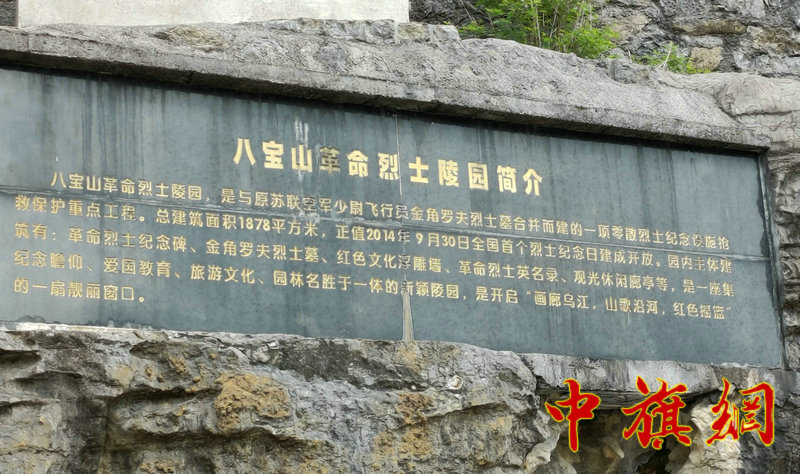 八宝山革命烈士陵园简介
八宝山革命烈士陵园，是与原苏联空军少尉飞行员金角罗夫烈士墓合并而建的一项零散烈士纪念设施抢
救保护重点工程。总建筑面积1878平方米，正值2014年9月30日全国首个烈士纪念日建成开放。园内主体建
筑有：革命烈士纪念碑、金角罗夫烈士墓、红色文化浮雕墙、革命烈士英名录、观光休闲廊亭等，是一座集
纪念瞻仰、爱国教育、旅游文化、园林名胜于一体的新颖陵园，是开启“画廊乌江，山歌沿河，红色摇篮”
的一扇靓丽窗口。
中旗網